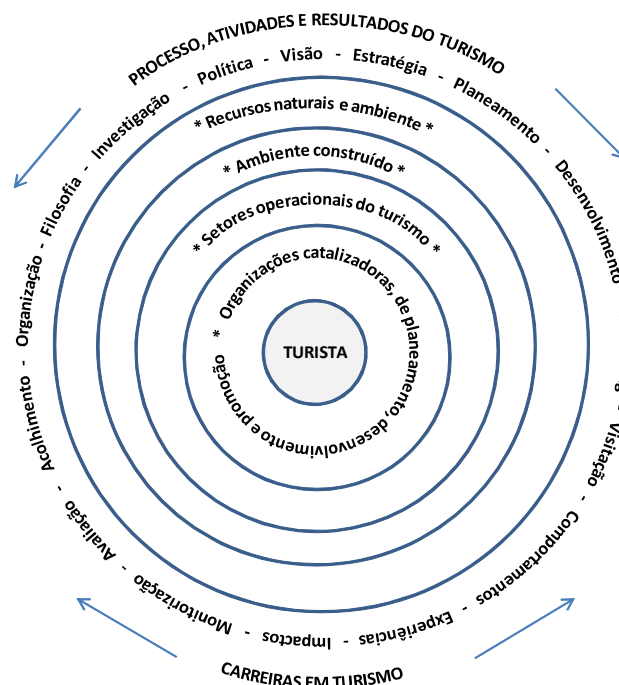 PROCESSO, ATIVIDADES E RESULTADOS DO TURISMO
Acolhimento - Organização - Filosofia - Investigação - Política - Visão - Estratégia - Planeamento - Desenvolvimento
- Visitação - Comportamentos - Experiências - Impactos - Monitorização - Avaliação -
* Recursos naturais e ambiente *
* Ambiente construído *
* Setores operacionais do turismo *
* Organizações catalizadoras, de planeamento, desenvolvimento e promoção
TURISTA
CARREIRAS EM TURISMO